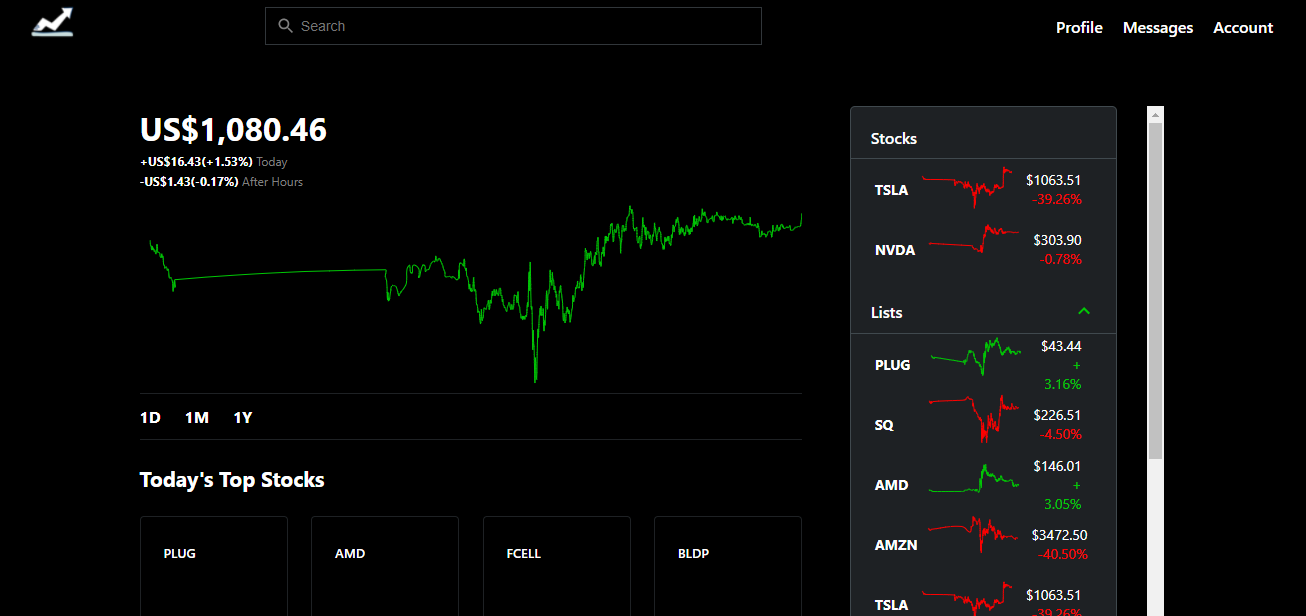 Search
Profile Messages Account
US$1,080.46
+US$16.43(+1.53%) Today
-US$1.43(-0.17%) After Hours
1D 1M 1Y
Today's Top Stocks
PLUG AMD FCELL BLDP
Stocks
TSLA $1063.51
-39.26%
NVDA $303.90
-0.78%
Lists
PLUG $43.44
+
3.16%
SQ $226.51
-4.50%
AMD $146.01
+
3.05%
AMZN $3472.50
-40.50%
TSLA $1063.51
-39.26%